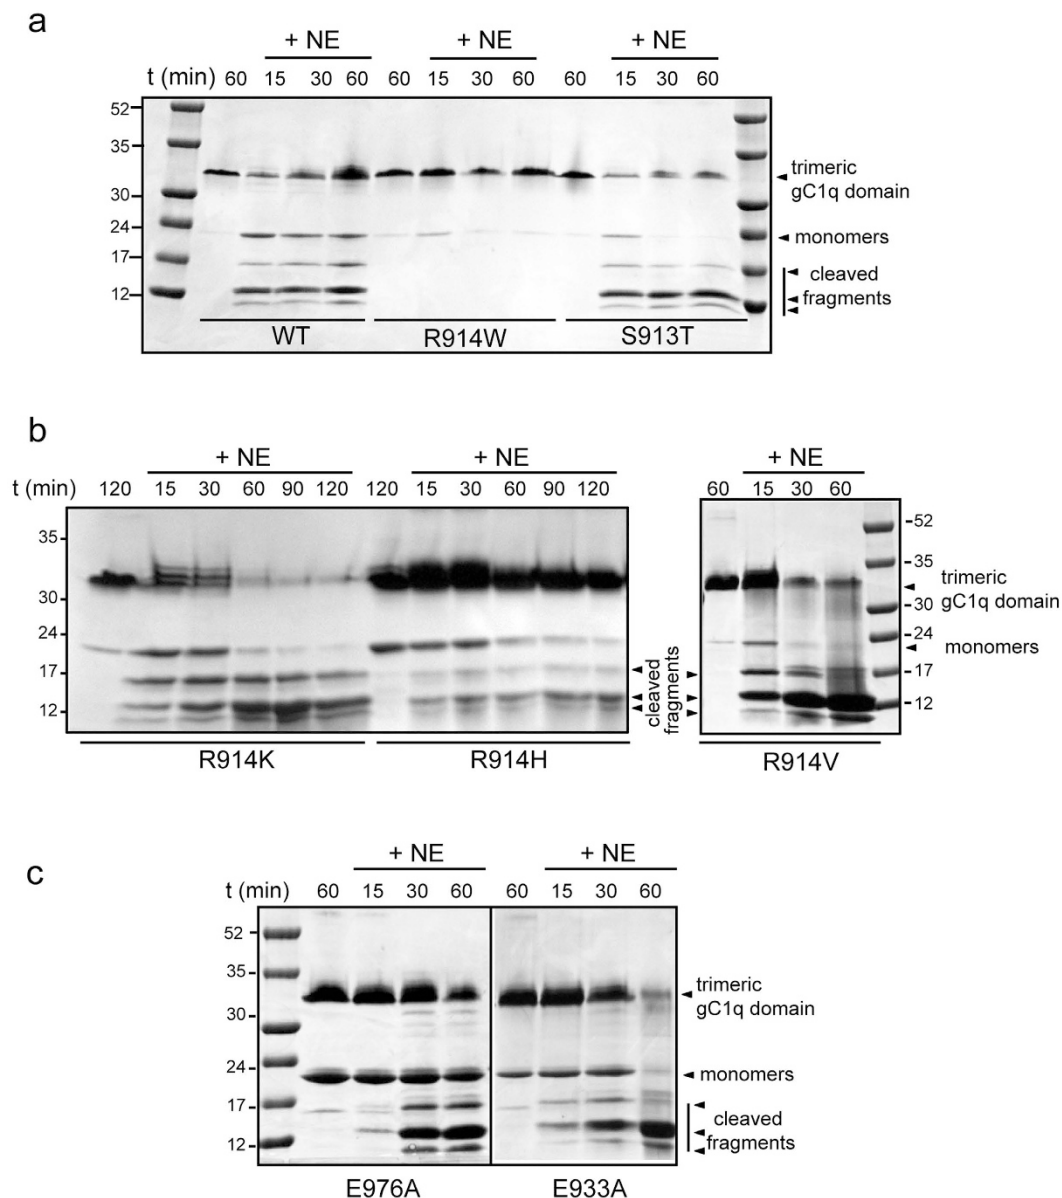 a
+ NE + NE + NE
t (min) 60 15 30 60 60 15 30 60 60 15 30 60
52
35
30
24
17
12
trimeric
gC1q domain
monomers
cleaved
fragments
WT R914W S913T
b
+ NE + NE + NE
t (min) 120 15 30 60 90 120 120 15 30 60 90 120
60 15 30 60
35
30
24
17
12
cleaved
fragments
52
35
30
24
17
12
trimeric
gC1q domain
monomers
R914K R914H R914V
c
+ NE + NE
t (min) 60 15 30 60 60 15 30 60
52
35
30
24
17
12
trimeric
gC1q domain
monomers
cleaved
fragments
E976A E933A